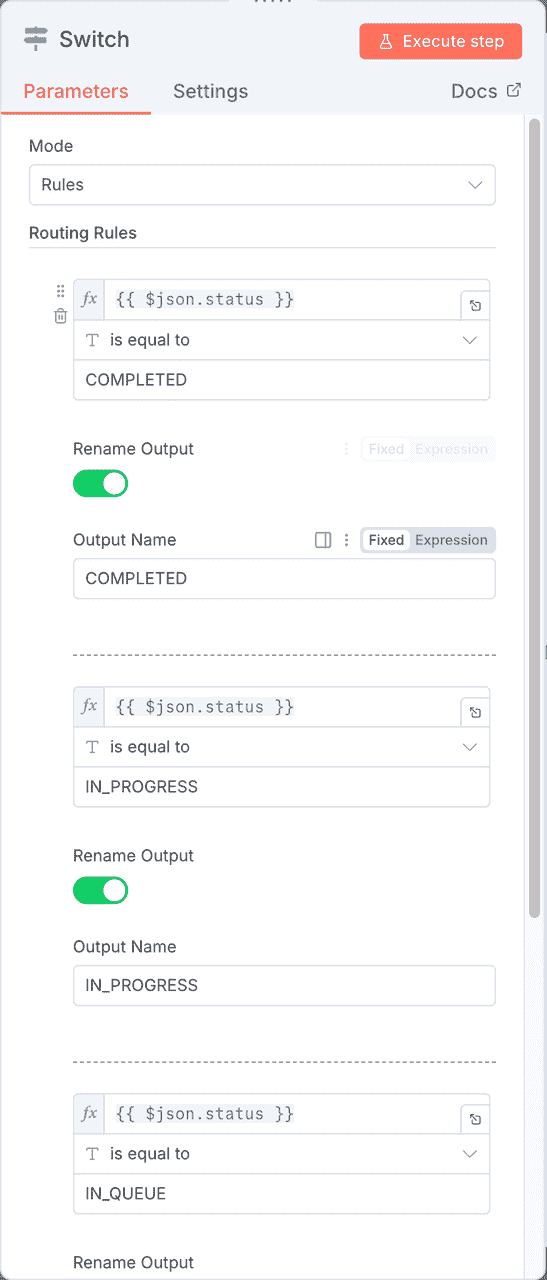 Switch
Execute step
Parameters Settings Docs
Mode
Rules
Routing Rules
fx {{ $json.status }}
T is equal to
COMPLETED
Rename Output Fixed Expression
Output Name Fixed Expression
COMPLETED
fx {{ $json.status }}
T is equal to
IN_PROGRESS
Rename Output
Output Name
IN_PROGRESS
fx {{ $json.status }}
T is equal to
IN_QUEUE
Rename Output